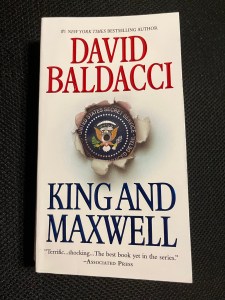 #1 NEW YORK TIMES BESTSELLING AUTHOR
DAVID
BALDACCI
KING AND
MAXWELL
"Terrific...shocking...The best book yet in the series."
—ASSOCIATED PRESS